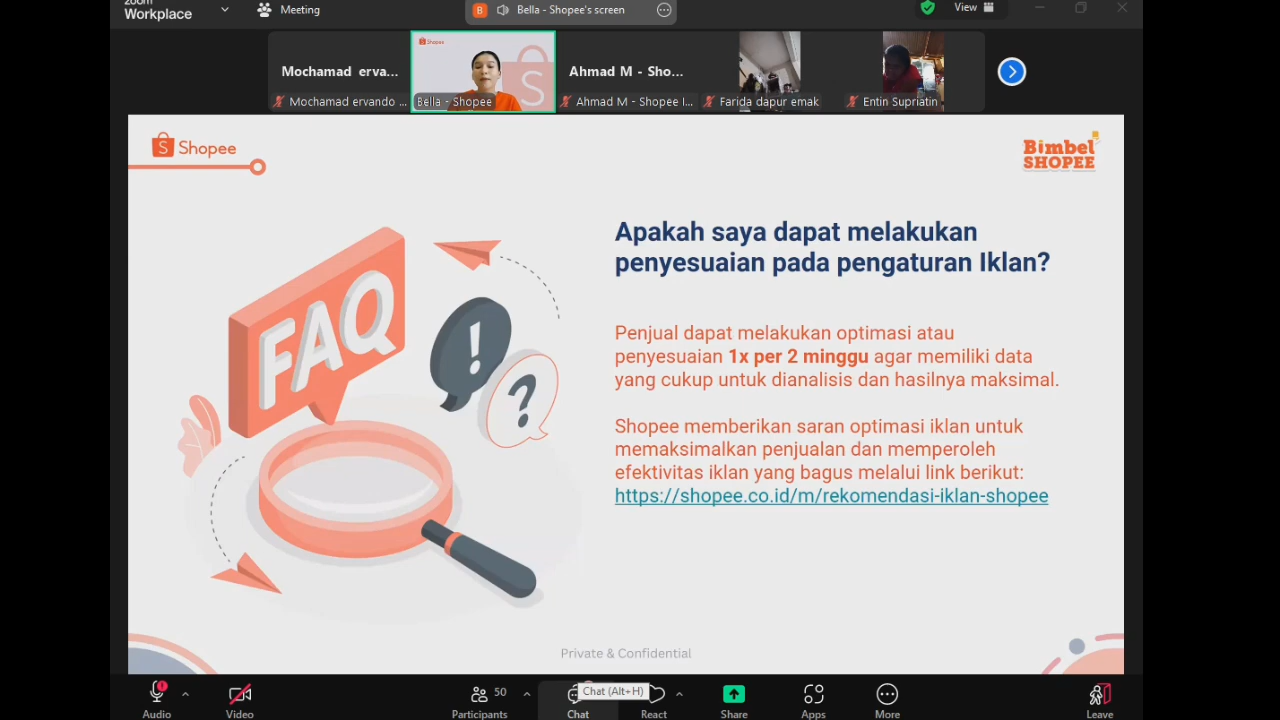 zoom
Workplace
Meeting
B
Bella - Shopee's screen
View
Mochamad erva...
Mochamad ervando ...
Shopee
Bella - Shopee
Ahmad M - Sho...
Ahmad M - Shopee I...
Farida dapur emak
Entin Supriatin
S Shopee
Bimbel
SHOPEE
Apakah saya dapat melakukan
penyesuaian pada pengaturan Iklan?
FAQ
!
?
Penjual dapat melakukan optimasi atau
penyesuaian 1x per 2 minggu agar memiliki data
yang cukup untuk dianalisis dan hasilnya maksimal.
Shopee memberikan saran optimasi iklan untuk
memaksimalkan penjualan dan memperoleh
efektivitas iklan yang bagus melalui link berikut:
https://shopee.co.id/m/rekomendasi-iklan-shopee
Private & Confidential
50
Chat (Alt+H)
Audio
Video
Participants
Chat
React
Share
Apps
More
Leave